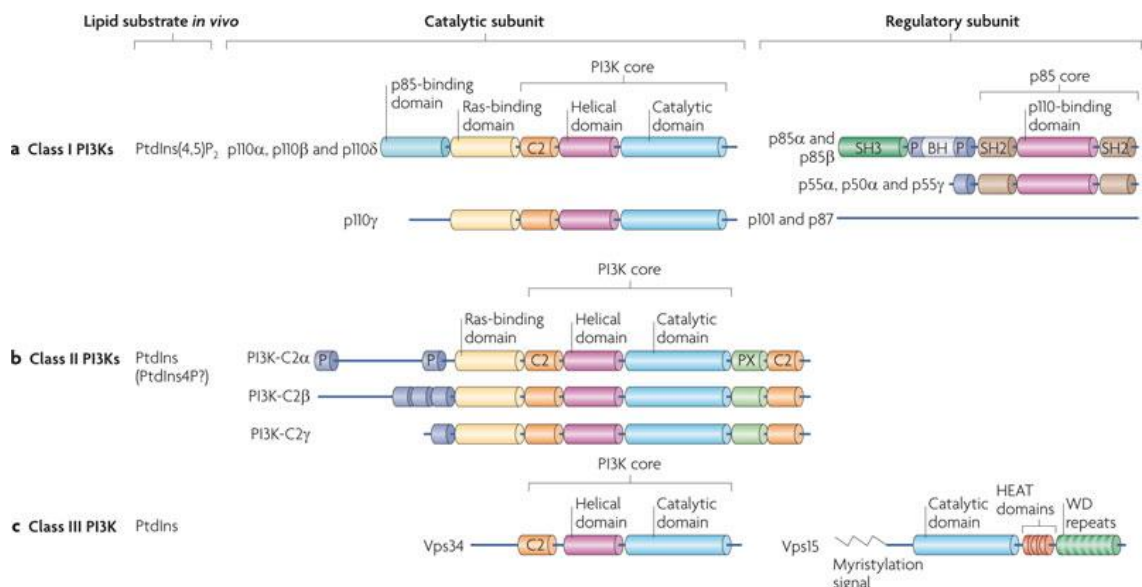 Lipid substrate in vivo
Catalytic subunit
Regulatory subunit
PI3K core
p85 core
p85-binding
domain
Ras-binding
domain
Helical
domain
Catalytic
domain
p110-binding
domain
a Class I PI3Ks
PtdIns(4,5)P2
p110α, p110β and p110δ
C2
p85α and
p85β
SH3
P
BH
P
SH2
SH2
p55α, p50α and p55γ
p110γ
p101 and p87
PI3K core
Ras-binding
domain
Helical
domain
Catalytic
domain
b Class II PI3Ks
PtdIns
(PtdIns4P?)
PI3K-C2α
P
P
C2
PX
C2
PI3K-C2β
PI3K-C2γ
PI3K core
Helical
domain
Catalytic
domain
Catalytic
domain
HEAT
domains
WD
repeats
c Class III PI3K
PtdIns
Vps34
C2
Vps15
Myristylation
signal